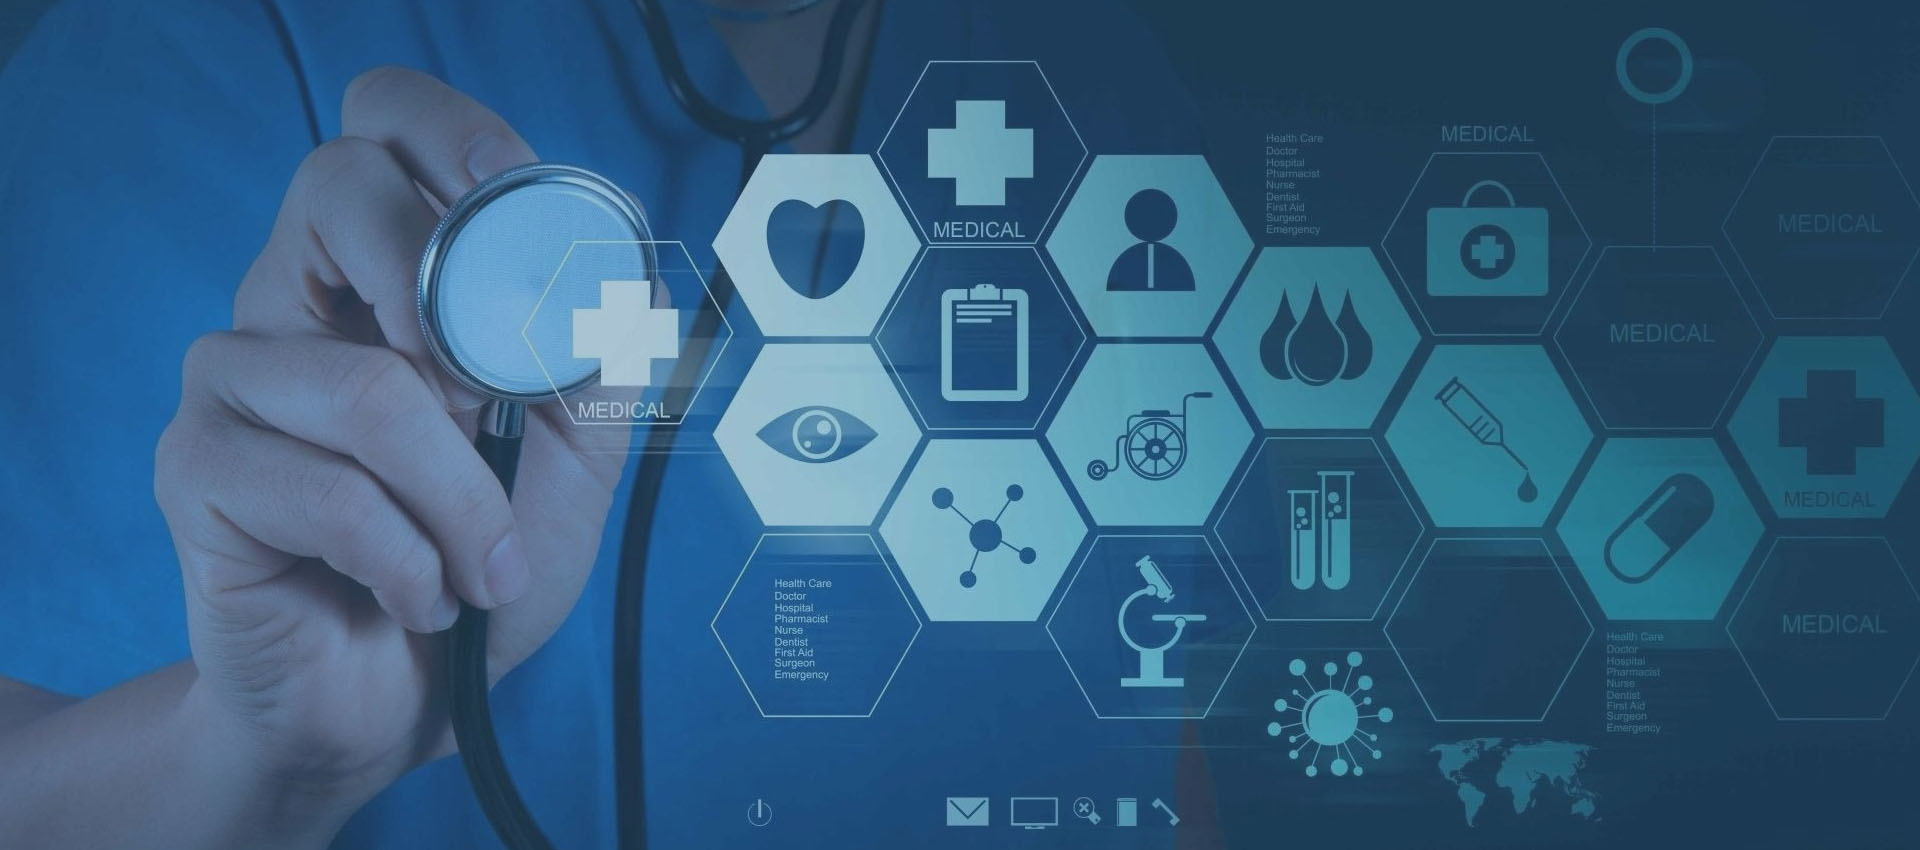 MEDICAL
MEDICAL
Health Care
Doctor
Hospital
Pharmacist
Nurse
Dentist
First Aid
Surgeon
Emergency
Health Care
Doctor
Hospital
Pharmacist
Nurse
Dentist
First Aid
Surgeon
Emergency
MEDICAL
MEDICAL
MEDICAL
MEDICAL
MEDICAL
Health Care
Doctor
Hospital
Pharmacist
Nurse
Dentist
First Aid
Surgeon
Emergency